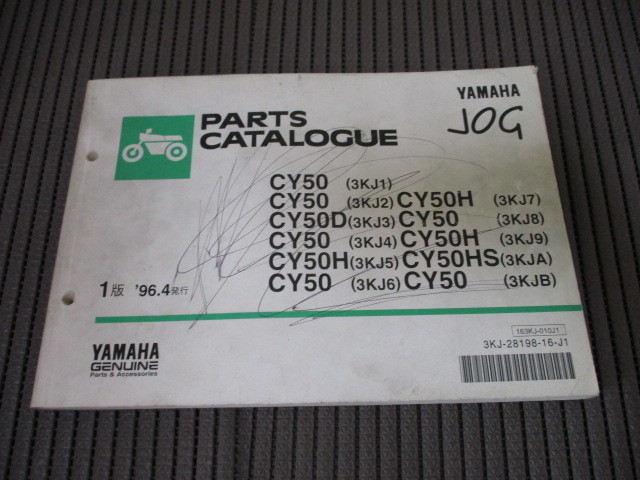 PARTS
CATALOGUE
YAMAHA
JOG
CY50 (3KJ1)
CY50 (3KJ2) CY50H (3KJ7)
CY50D (3KJ3) CY50 (3KJ8)
CY50 (3KJ4) CY50H (3KJ9)
CY50H (3KJ5) CY50HS (3KJA)
CY50 (3KJ6) CY50 (3KJB)
1版 '96.4発行
YAMAHA
GENUINE
Parts & Accessories
163KJ-010J1
3KJ-28198-16-J1